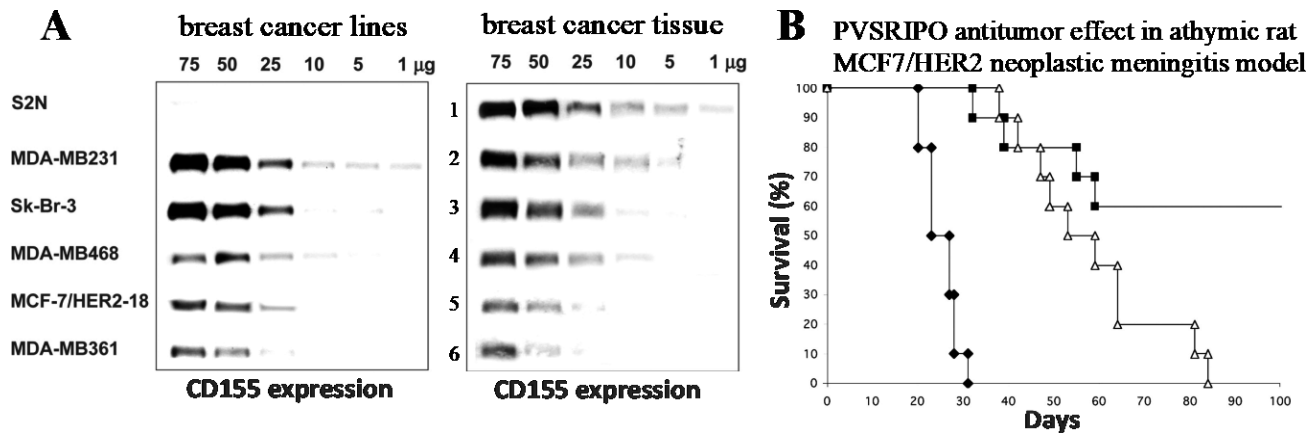 A
breast cancer lines
75 50 25 10 5 1 µg
S2N
MDA-MB231
Sk-Br-3
MDA-MB468
MCF-7/HER2-18
MDA-MB361
CD155 expression
breast cancer tissue
75 50 25 10 5 1 µg
1
2
3
4
5
6
CD155 expression
B PVSRIPO antitumor effect in athymic rat
MCF7/HER2 neoplastic meningitis model
Survival (%)
100
90
80
70
60
50
40
30
20
10
0
0 10 20 30 40 50 60 70 80 90 100
Days